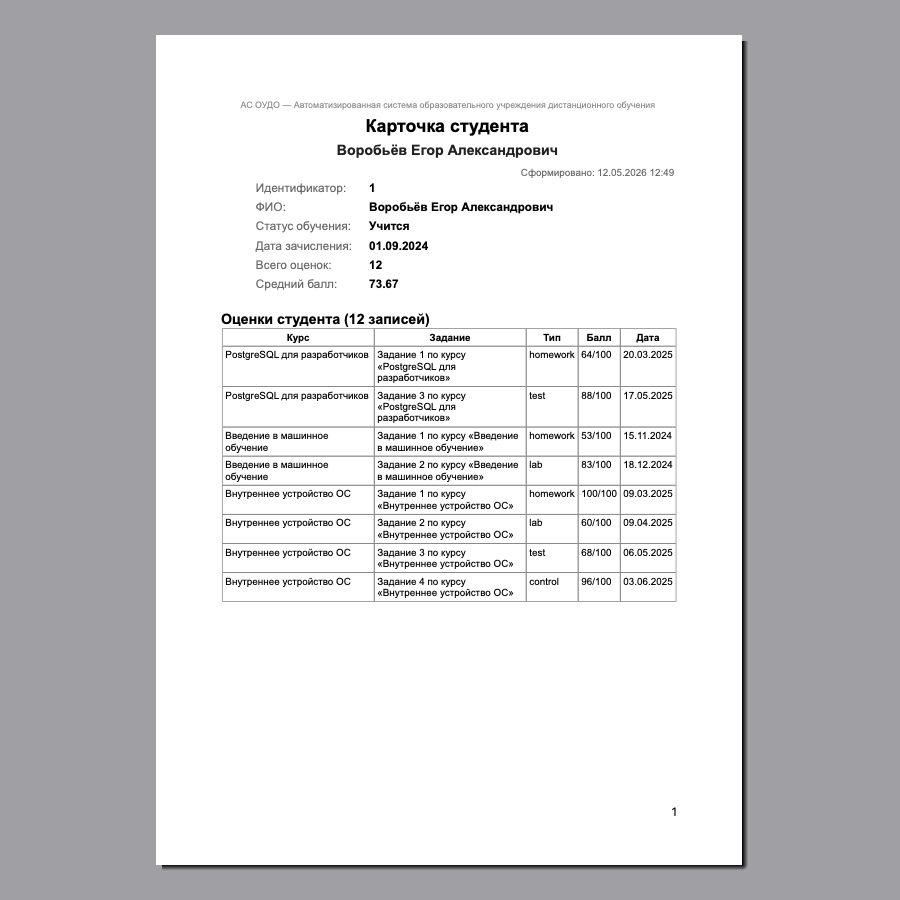 АС ОУДО — Автоматизированная система образовательного учреждения дистанционного обучения
Карточка студента
Воробьёв Егор Александрович
Сформировано: 12.05.2026 12:49
Идентификатор: 1
ФИО: Воробьёв Егор Александрович
Статус обучения: Учится
Дата зачисления: 01.09.2024
Всего оценок: 12
Средний балл: 73.67
Оценки студента (12 записей)
Курс Задание Тип Балл Дата
PostgreSQL для разработчиков Задание 1 по курсу homework 64/100 20.03.2025
«PostgreSQL для
разработчиков»
PostgreSQL для разработчиков Задание 3 по курсу test 88/100 17.05.2025
«PostgreSQL для
разработчиков»
Введение в машинное Задание 1 по курсу «Введение homework 53/100 15.11.2024
обучение в машинное обучение»
Введение в машинное Задание 2 по курсу «Введение lab 83/100 18.12.2024
обучение в машинное обучение»
Внутреннее устройство ОС Задание 1 по курсу homework 100/100 09.03.2025
«Внутреннее устройство ОС»
Внутреннее устройство ОС Задание 2 по курсу lab 60/100 09.04.2025
«Внутреннее устройство ОС»
Внутреннее устройство ОС Задание 3 по курсу test 68/100 06.05.2025
«Внутреннее устройство ОС»
Внутреннее устройство ОС Задание 4 по курсу control 96/100 03.06.2025
«Внутреннее устройство ОС»
1